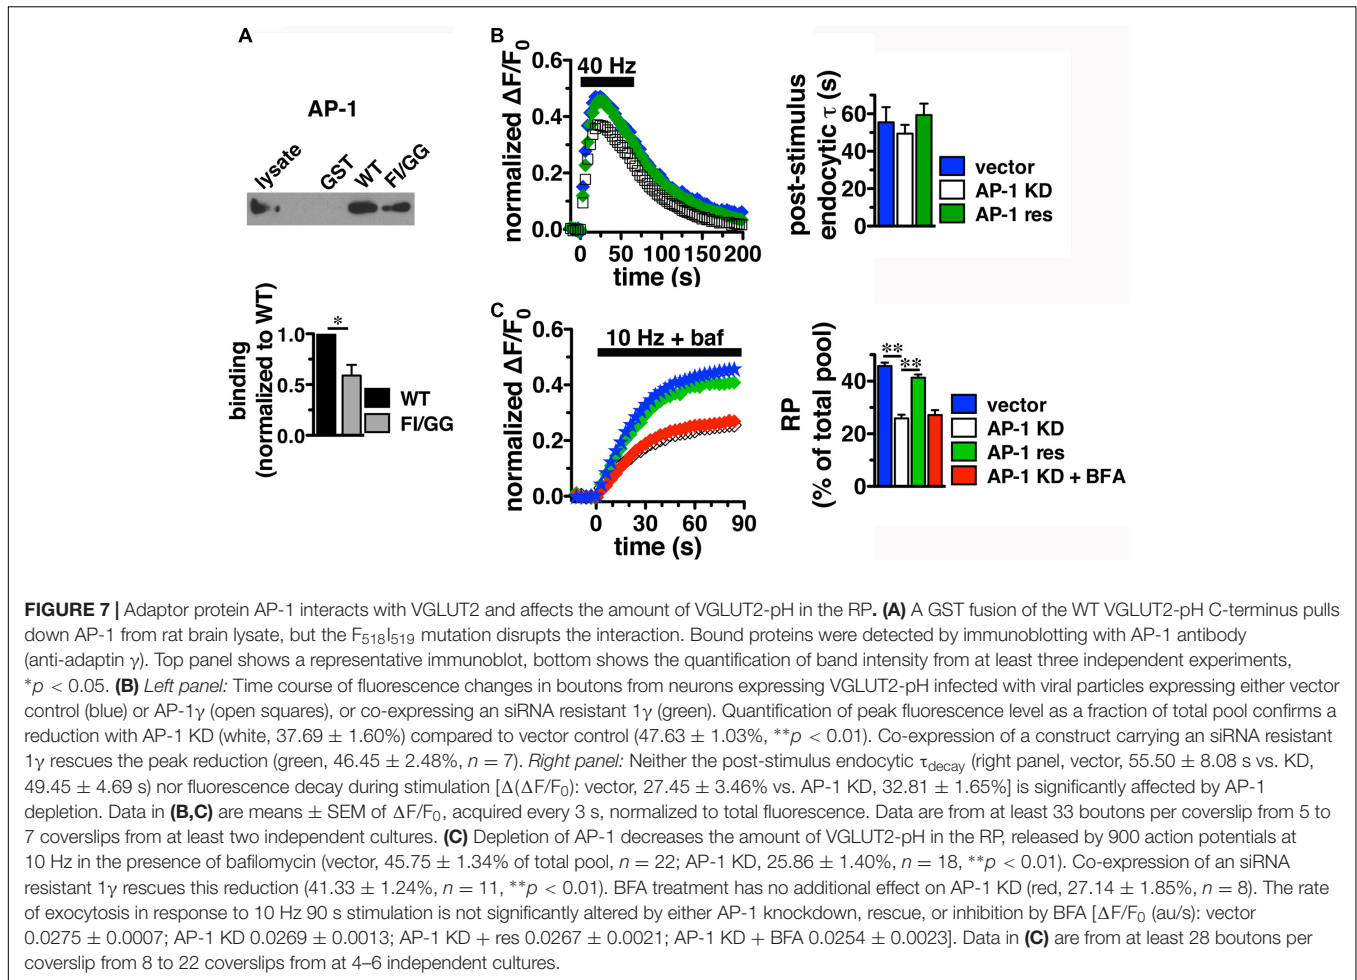 A
AP-1
lysate
GST
WT
FI/GG
binding
(normalized to WT)
1.0
0.5
0.0
*
WT
FI/GG
B
normalized ΔF/F0
0.6
0.4
0.2
0.0
40 Hz
0 50 100 150 200
time (s)
post-stimulus
endocytic τ (s)
60
60
20
0
vector
AP-1 KD
AP-1 res
C
normalized ΔF/F0
0.6
0.4
0.2
0.0
10 Hz + baf
0 30 60 90
time (s)
RP
(% of total pool)
40
20
0
** **
vector
AP-1 KD
AP-1 res
AP-1 KD + BFA
FIGURE 7 | Adaptor protein AP-1 interacts with VGLUT2 and affects the amount of VGLUT2-pH in the RP. (A) A GST fusion of the WT VGLUT2-pH C-terminus pulls
down AP-1 from rat brain lysate, but the F518I519 mutation disrupts the interaction. Bound proteins were detected by immunoblotting with AP-1 antibody
(anti-adaptin γ). Top panel shows a representative immunoblot, bottom shows the quantification of band intensity from at least three independent experiments,
*p < 0.05. (B) Left panel: Time course of fluorescence changes in boutons from neurons expressing VGLUT2-pH infected with viral particles expressing either vector
control (blue) or AP-1γ (open squares), or co-expressing an siRNA resistant 1γ (green). Quantification of peak fluorescence level as a fraction of total pool confirms a
reduction with AP-1 KD (white, 37.69 ± 1.60%) compared to vector control (47.63 ± 1.03%, **p < 0.01). Co-expression of a construct carrying an siRNA resistant
1γ rescues the peak reduction (green, 46.45 ± 2.48%, n = 7). Right panel: Neither the post-stimulus endocytic τdecay (right panel, vector, 55.50 ± 8.08 s vs. KD,
49.45 ± 4.69 s) nor fluorescence decay during stimulation [Δ(ΔF/F0): vector, 27.45 ± 3.46% vs. AP-1 KD, 32.81 ± 1.65%] is significantly affected by AP-1
depletion. Data in (B,C) are means ± SEM of ΔF/F0, acquired every 3 s, normalized to total fluorescence. Data are from at least 33 boutons per coverslip from 5 to
7 coverslips from at least two independent cultures. (C) Depletion of AP-1 decreases the amount of VGLUT2-pH in the RP, released by 900 action potentials at
10 Hz in the presence of bafilomycin (vector, 45.75 ± 1.34% of total pool, n = 22; AP-1 KD, 25.86 ± 1.40%, n = 18, **p < 0.01). Co-expression of an siRNA
resistant 1γ rescues this reduction (41.33 ± 1.24%, n = 11, **p < 0.01). BFA treatment has no additional effect on AP-1 KD (red, 27.14 ± 1.85%, n = 8). The rate
of exocytosis in response to 10 Hz 90 s stimulation is not significantly altered by either AP-1 knockdown, rescue, or inhibition by BFA [ΔF/F0 (au/s): vector
0.0275 ± 0.0007; AP-1 KD 0.0269 ± 0.0013; AP-1 KD + res 0.0267 ± 0.0021; AP-1 KD + BFA 0.0254 ± 0.0023]. Data in (C) are from at least 28 boutons per
coverslip from 8 to 22 coverslips from at 4–6 independent cultures.